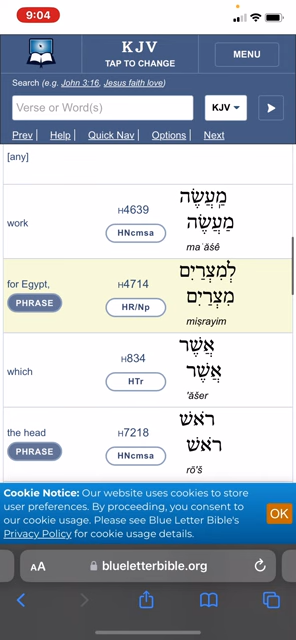 9:04
KJV
TAP TO CHANGE
MENU
Search (e.g. John 3:16, Jesus faith love)
Verse or Word(s)
KJV
Prev | Help | Quick Nav | Options | Next
[any]
work
H4639
HNcmsa
מַֽעֲשֶׂה
מַעֲשֶׂה
maʿăśê
for Egypt,
PHRASE
H4714
HR/Np
לְמִצְרַיִם
מִצְרַיִם
miṣrayim
which
H834
HTr
אֲשֶׁר
אֲשֶׁר
'ăšer
the head
PHRASE
H7218
HNcmsa
רֹאשׁ
רֹאשׁ
rō'š
Cookie Notice: Our website uses cookies to store
user preferences. By proceeding, you consent to
our cookie usage. Please see Blue Letter Bible's
Privacy Policy for cookie usage details.
OK
AA
blueletterbible.org